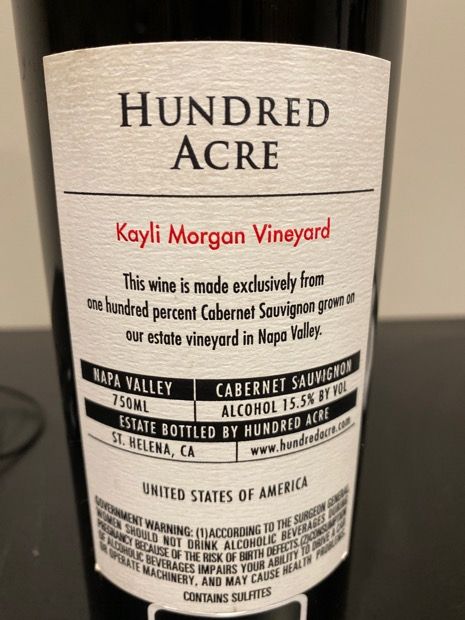 HUNDRED
ACRE
Kayli Morgan Vineyard
This wine is made exclusively from
one hundred percent Cabernet Sauvignon grown on
our estate vineyard in Napa Valley.
NAPA VALLEY CABERNET SAUVIGNON
750ML ALCOHOL 15.5% BY VOL
ESTATE BOTTLED BY HUNDRED ACRE
ST. HELENA, CA www.hundredacre.com
UNITED STATES OF AMERICA
GOVERNMENT WARNING: (1)ACCORDING TO THE SURGEON GENERAL
WOMEN SHOULD NOT DRINK ALCOHOLIC BEVERAGES DURING
PREGNANCY BECAUSE OF THE RISK OF BIRTH DEFECTS.(2)CONSUMPTION
OF ALCOHOLIC BEVERAGES IMPAIRS YOUR ABILITY TO DRIVE A CAR
OR OPERATE MACHINERY, AND MAY CAUSE HEALTH PROBLEMS.
CONTAINS SULFITES